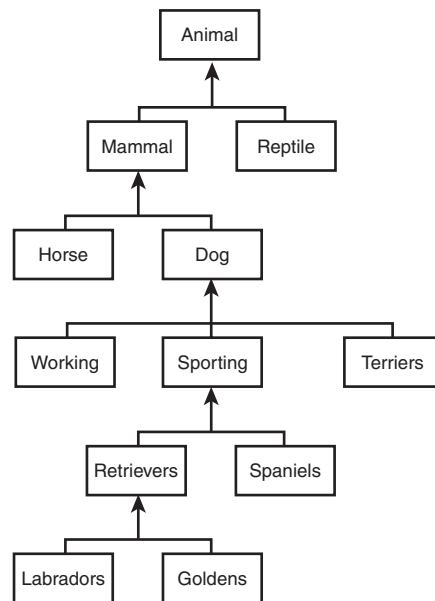 Animal
Mammal
Reptile
Horse
Dog
Working
Sporting
Terriers
Retrievers
Spaniels
Labradors
Goldens